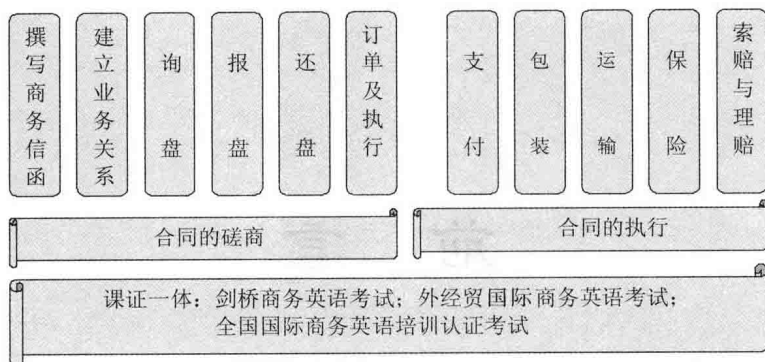 撰写商务信函
建立业务关系
询盘
报盘
还盘
订单及执行
支付
包装
运输
保险
索赔与理赔
合同的磋商
合同的执行
课证一体：剑桥商务英语考试；外经贸国际商务英语考试；
全国国际商务英语培训认证考试